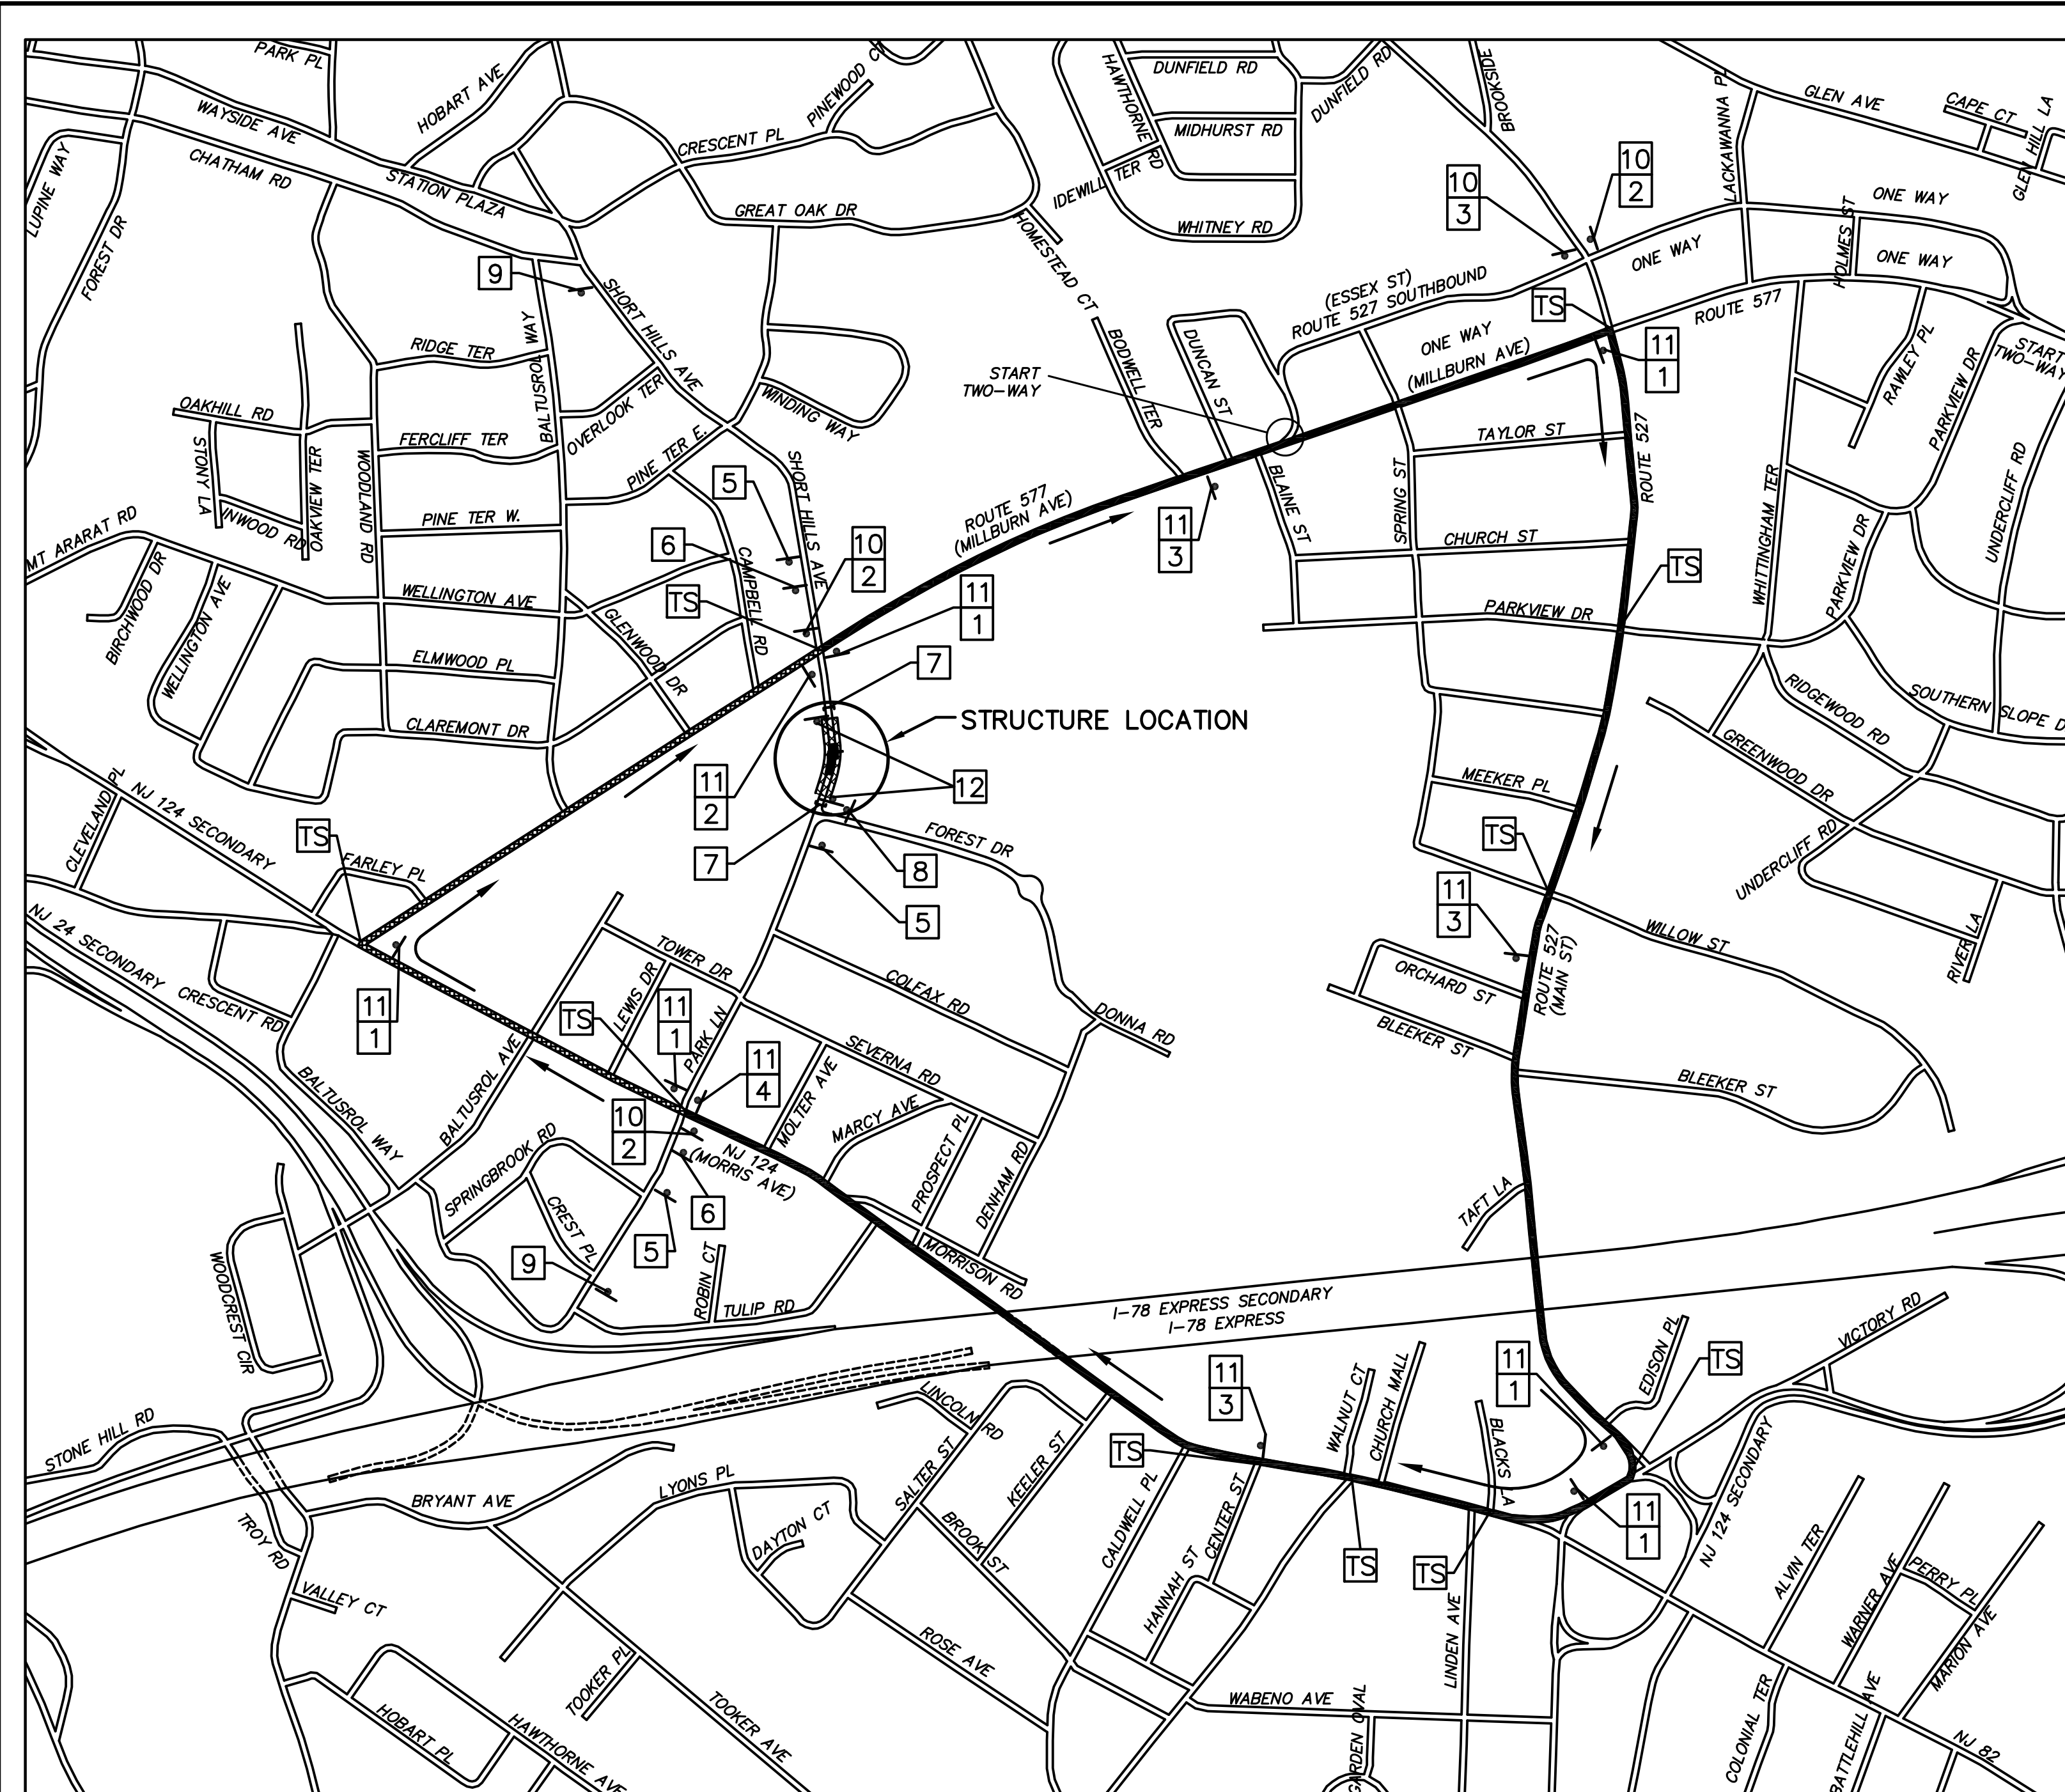 PARK PL
HOBART AVE
PINEWOOD CT
WAYSIDE AVE
CHATHAM RD
STATION PLAZA
CRESCENT PL
GREAT OAK DR
LUPINE WAY
FOREST DR
HAWTHORNE RD
DUNFIELD RD
DUNFIELD RD
MIDHURST RD
IDEWILL TER
WHITNEY RD
HOMESTEAD CT
BROOKSIDE
LACKAWANNA PL
GLEN AVE
CAPE CT
GLEN HILL LA
10
3
10
2
ONE WAY
HOLMES ST
ONE WAY
ONE WAY
9
SHORT HILLS AVE
(ESSEX ST)
ROUTE 527 SOUTHBOUND
TS
ROUTE 577
ONE WAY
(MILLBURN AVE)
11
1
START
TWO-WAY
START
TWO-WAY
RAWLEY PL
PARKVIEW DR
DUNCAN ST
BODWELL TER
RIDGE TER
BALTUSROL WAY
OVERLOOK TER
WINDING WAY
OAKHILL RD
STONY LA
OAKVIEW TER
INWOOD RD
WOODLAND RD
FERCLIFF TER
PINE TER E.
PINE TER W.
SHORT HILLS AVE
5
6
10
2
TS
11
1
CAMPBELL RD
ROUTE 577
(MILLBURN AVE)
11
3
BLAINE ST
SPRING ST
TAYLOR ST
CHURCH ST
ROUTE 527
TS
WHITTINGHAM TER
PARKVIEW DR
UNDERCLIFF RD
PARKVIEW DR
MT ARARAT RD
BIRCHWOOD DR
WELLINGTON AVE
WELLINGTON AVE
GLENWOOD DR
ELMWOOD PL
CLAREMONT DR
7
STRUCTURE LOCATION
11
2
12
7
8
5
FOREST DR
RIDGEWOOD RD
SOUTHERN SLOPE D
GREENWOOD DR
UNDERCLIFF RD
MEEKER PL
TS
CLEVELAND PL
NJ 124 SECONDARY
TS
FARLEY PL
NJ 24 SECONDARY
CRESCENT RD
11
1
TOWER DR
LEWIS DR
TS
11
1
PARK LN
COLFAX RD
DONNA RD
11
3
ORCHARD ST
ROUTE 527
(MAIN ST)
WILLOW ST
RIVER LA
BLEEKER ST
BLEEKER ST
BALTUSROL WAY
BALTUSROL AVE
SEVERNA RD
11
4
MOLTER AVE
MARCY AVE
10
2
NJ 124
(MORRIS AVE)
PROSPECT PL
DENHAM RD
SPRINGBROOK RD
CREST PL
6
5
9
ROBIN CT
TULIP RD
MORRISON RD
TAFT LA
WOODCREST CIR
I-78 EXPRESS SECONDARY
I-78 EXPRESS
VICTORY RD
EDISON PL
TS
11
1
11
3
WALNUT CT
CHURCH MALL
BLACKS LA
TS
STONE HILL RD
LINCOLN RD
SALTER ST
KEELER ST
BROOK ST
BRYANT AVE
LYONS PL
DAYTON CT
TROY RD
VALLEY CT
CALDWELL PL
HANNAH ST
CENTER ST
TS
TS
11
1
NJ 124 SECONDARY
ALVIN TER
WARNER AVE
PERRY PL
MARION AVE
LINDEN AVE
ROSE AVE
TOOKER PL
TOOKER AVE
HOBART PL
HAWTHORNE AVE
WABENO AVE
GARDEN OVAL
COLONIAL TER
BATTLEHILL AVE
NJ 82